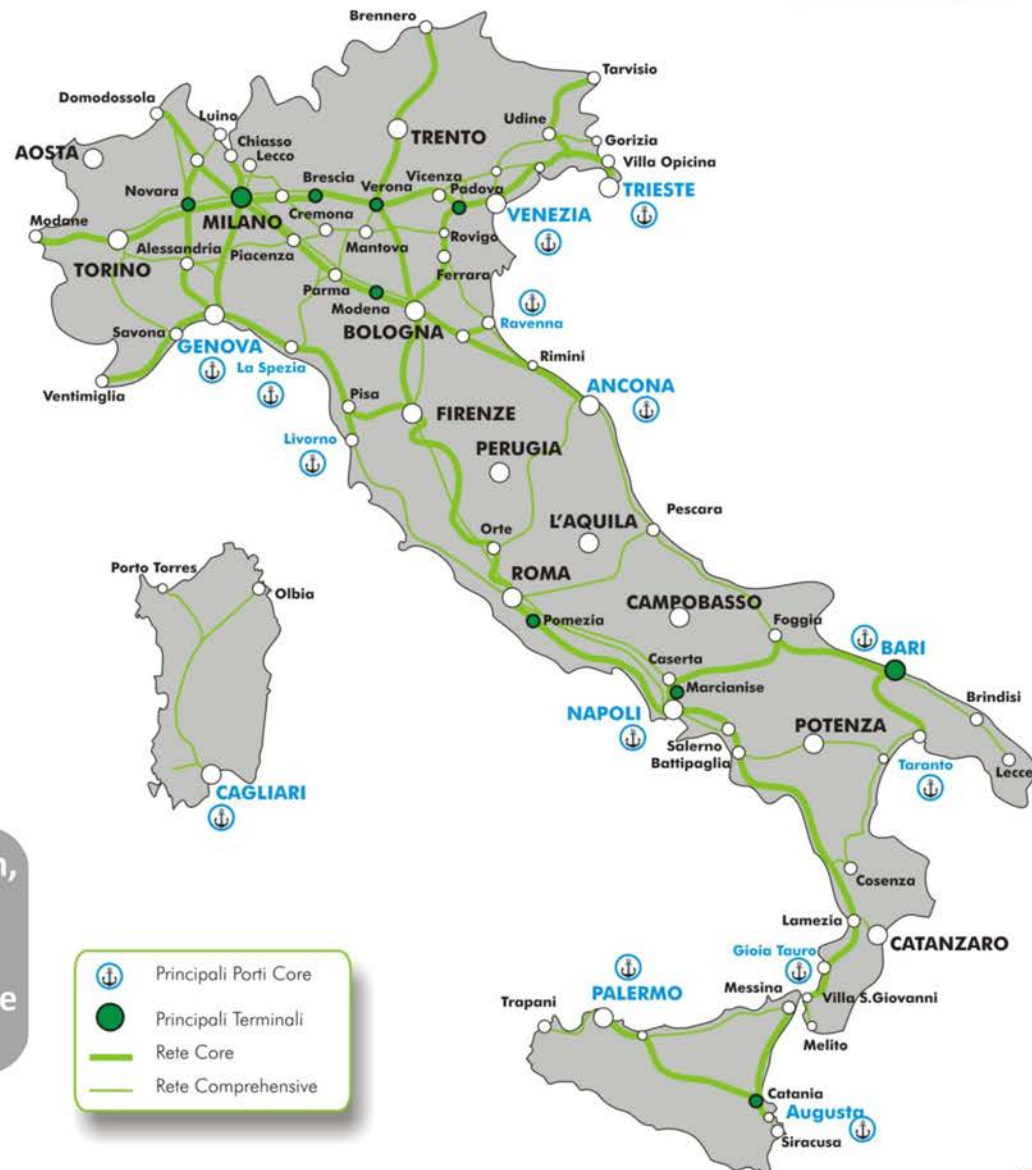 Brennero
Tarvisio
Domodossola
Luino
Udine
Gorizia
TRENTO
Chiasso
Lecco
AOSTA
Villa Opicina
Brescia
Vicenza
Novara
Verona
Padova
TRIESTE
MILANO
Cremona
VENEZIA
Modane
Mantova
Rovigo
Alessandria
Piacenza
TORINO
Ferrara
Parma
Modena
Savona
BOLOGNA
Ravenna
GENOVA
La Spezia
Rimini
Ventimiglia
Pisa
ANCONA
FIRENZE
Livorno
PERUGIA
Pescara
Orte
L'AQUILA
Porto Torres
ROMA
Olbia
CAMPOBASSO
Pomezia
Foggia
BARI
Caserta
Marcianise
Brindisi
NAPOLI
POTENZA
Salerno
Battipaglia
Taranto
Lecce
CAGLIARI
n,
Cosenza
Lamezia
CATANZARO
Gioia Tauro
Messina
PALERMO
Villa S.Giovanni
Trapani
e
Melito
Catania
Augusta
Siracusa
Principali Porti Core
Principali Terminali
Rete Core
Rete Comprehensive